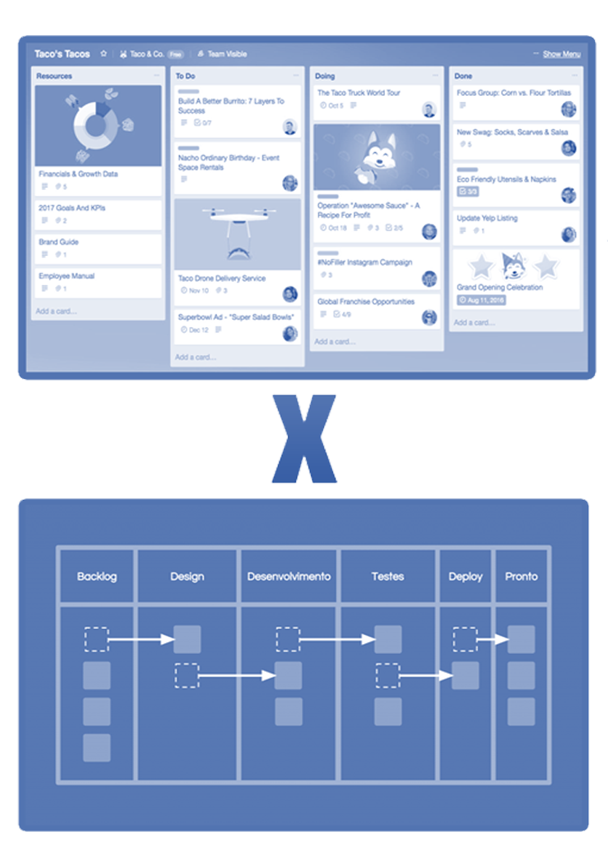 Taco's Tacos
Taco & Co. Free
Team Visible
... Show Menu
Resources ...
Financials & Growth Data
5
2017 Goals And KPIs
2
Brand Guide
1
Employee Manual
1
Add a card...
To Do ...
Build A Better Burrito: 7 Layers To
Success
0/7
Nacho Ordinary Birthday - Event
Space Rentals
Taco Drone Delivery Service
Nov 10 3
Superbowl Ad - "Super Salad Bowls"
Dec 12
Add a card...
Doing ...
The Taco Truck World Tour
Oct 5
Operation "Awesome Sauce" - A
Recipe For Profit
Oct 18 3 2/5
#NoFiller Instagram Campaign
3
Global Franchise Opportunities
4/9
Add a card...
Done ...
Focus Group: Corn vs. Flour Tortillas
New Swag: Socks, Scarves & Salsa
5
Eco Friendly Utensils & Napkins
3/3
Update Yelp Listing
1
Grand Opening Celebration
Aug 11, 2016
Add a card...
X
Backlog Design Desenvolvimento Testes Deploy Pronto